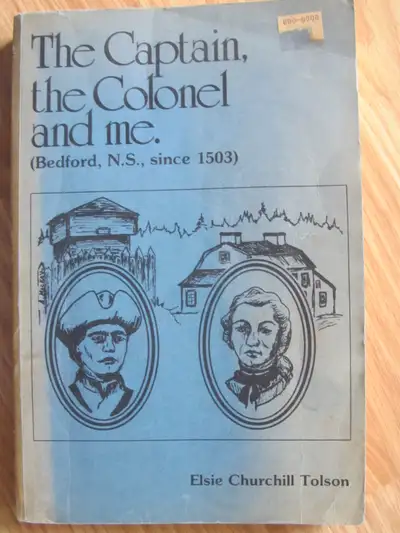 The Captain,
the Colonel
and me.
(Bedford, N.S., since 1503)
Elsie Churchill Tolson